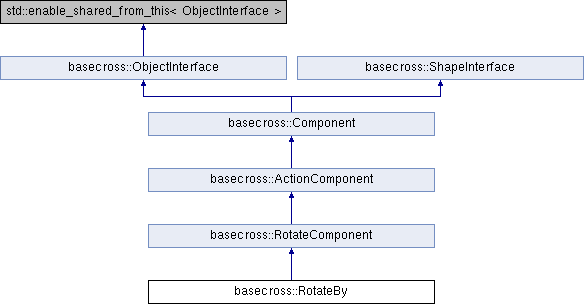 std::enable_shared_from_this< ObjectInterface >
basecross::ObjectInterface
basecross::ShapeInterface
basecross::Component
basecross::ActionComponent
basecross::RotateComponent
basecross::RotateBy